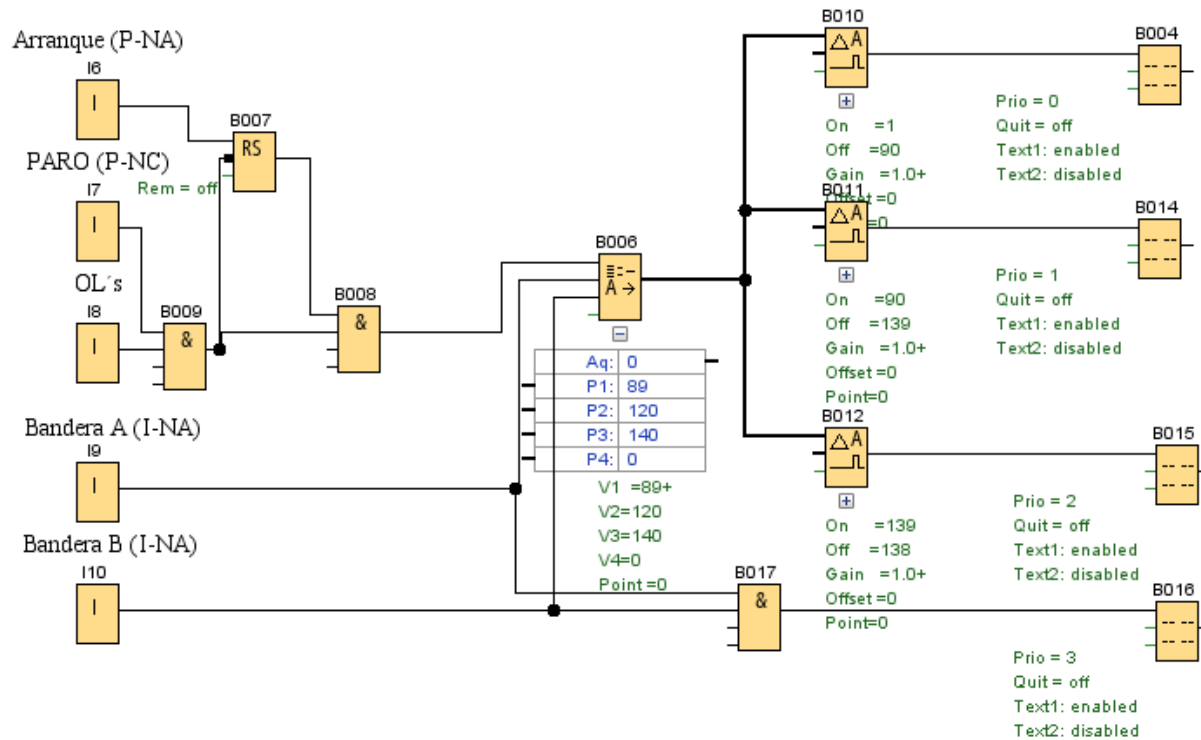 Arranque (P-NA)
I6
I
B007
RS
PARO (P-NC)
Rem = off
I7
I
OL´s
I8
I
B009
&
B008
&
Bandera A (I-NA)
I9
I
Bandera B (I-NA)
I10
I
B006
A→
Aq: 0
P1: 89
P2: 120
P3: 140
P4: 0
V1 =89+
V2=120
V3=140
V4=0
Point =0
B017
&
B010
△A
On =1
Off =90
Gain =1.0+
Offset =0
=0
B004
Prio = 0
Quit = off
Text1: enabled
Text2: disabled
B011
△A
On =90
Off =139
Gain =1.0+
Offset =0
Point=0
B014
Prio = 1
Quit = off
Text1: enabled
Text2: disabled
B012
△A
On =139
Off =138
Gain =1.0+
Offset =0
Point=0
B015
Prio = 2
Quit = off
Text1: enabled
Text2: disabled
B016
Prio = 3
Quit = off
Text1: enabled
Text2: disabled